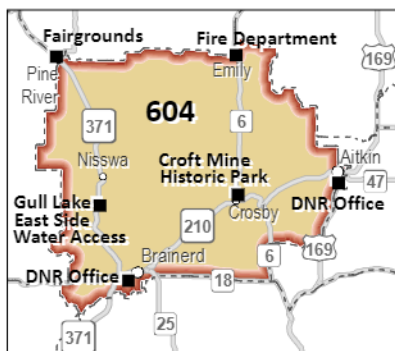 Fairgrounds
Fire Department
Pine
River
Emily
169
604
371
6
Nisswa
Croft Mine
Historic Park
Aitkin
47
Gull Lake
East Side
Water Access
210
Crosby
DNR Office
Brainerd
DNR Office
6
169
18
371
25